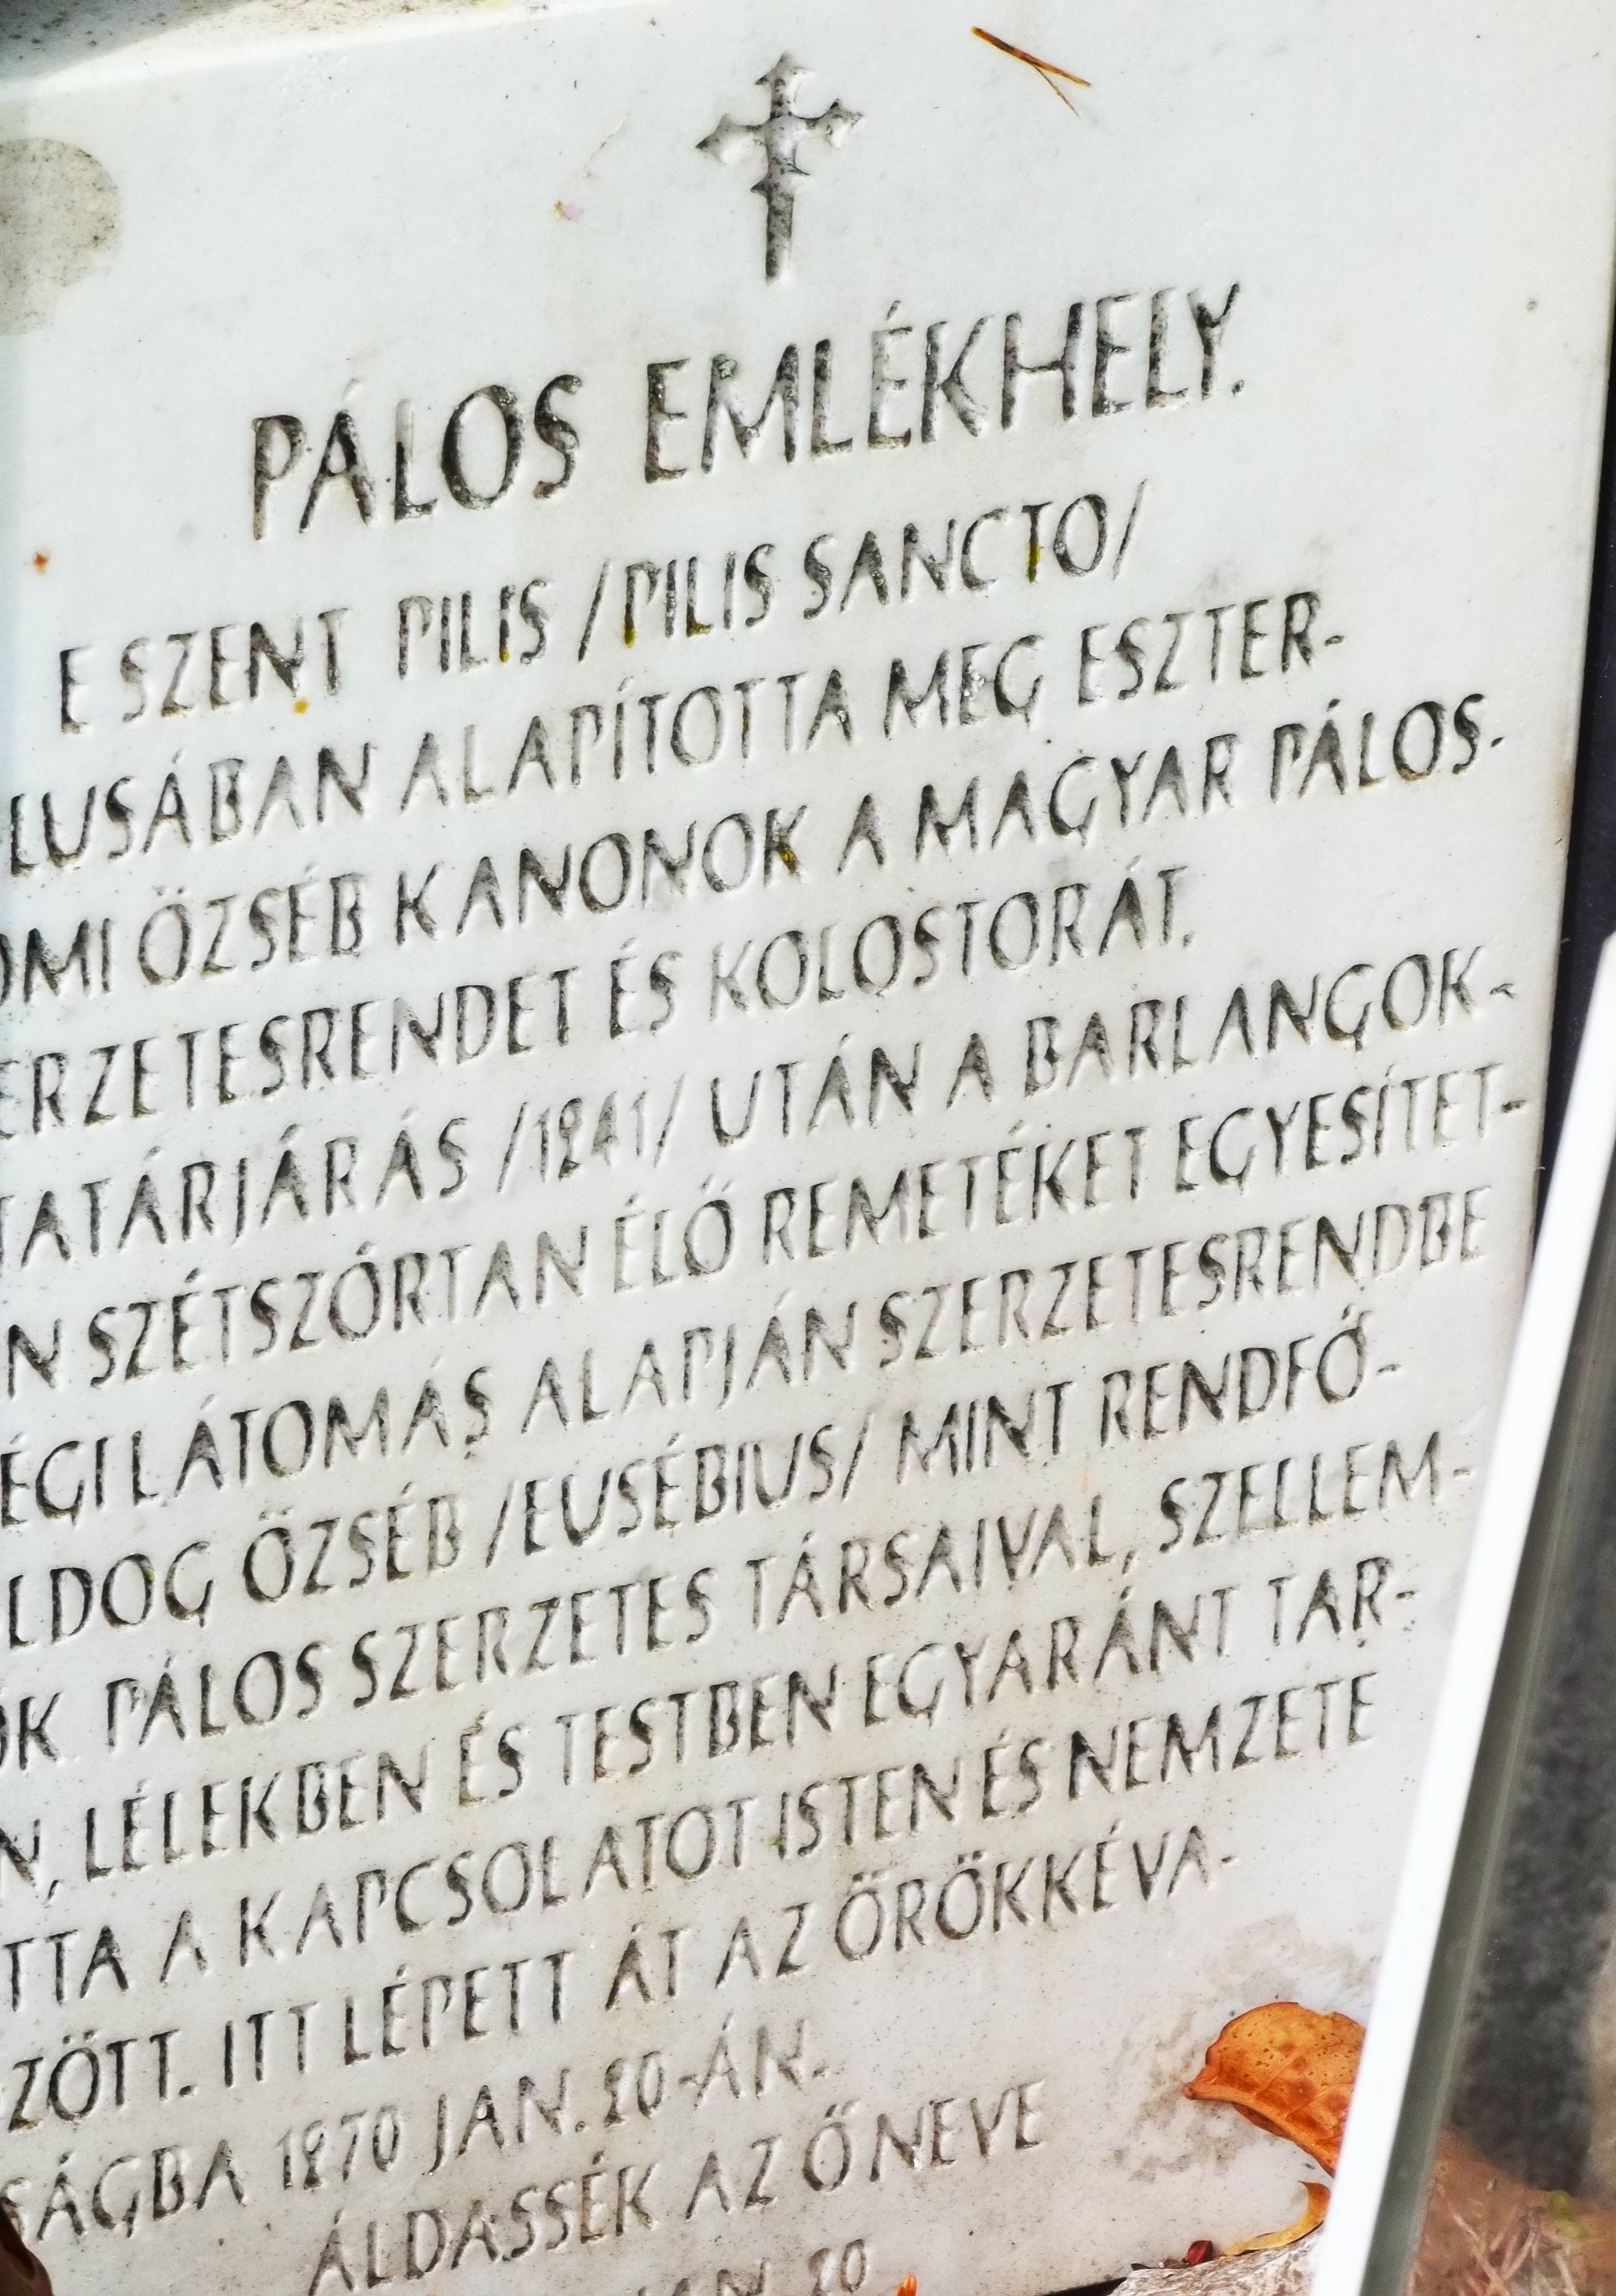 PÁLOS EMLÉKHELY.
E SZENT PILIS /PILIS SANCTO/
LUSÁBAN ALAPÍTOTTA MEG ESZTER-
OMI ÖZSÉB KANONOK A MAGYAR PÁLOS-
ERZETESRENDET ÉS KOLOSTORÁT.
TATÁRJÁRÁS /1241/ UTÁN A BARLANGOK-
N SZÉTSZÓRTAN ÉLŐ REMETÉKET EGYESÍTET-
ÉGI LÁTOMÁS ALAPJÁN SZERZETESRENDBE
LDOG ÖZSÉB /EUSÉBIUS/ MINT RENDFŐ-
ÖK PÁLOS SZERZETES TÁRSAIVAL, SZELLEM-
N, LÉLEKBEN ÉS TESTBEN EGYARÁNT TAR-
TTA A KAPCSOLATOT ISTEN ÉS NEMZETE
ZÖTT. ITT LÉPETT ÁT AZ ÖRÖKKÉVA-
SÁGBA 1270 JAN. 20-ÁN.
ÁLDASSÉK AZ Ő NEVE
AN 20